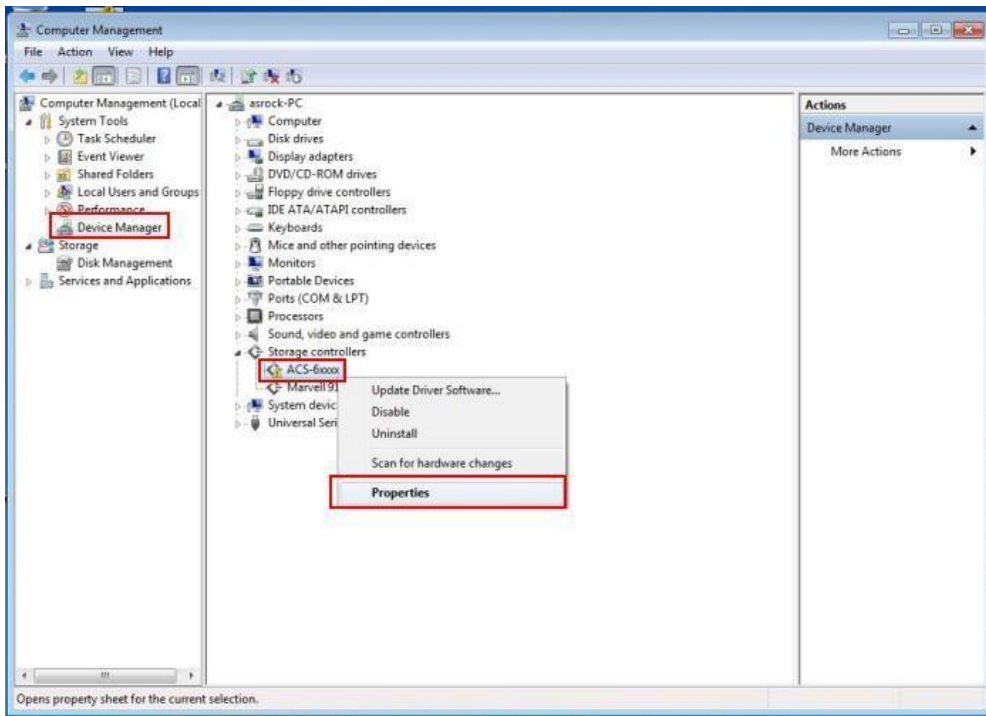 Computer Management
File Action View Help
Computer Management (Local
System Tools
Task Scheduler
Event Viewer
Shared Folders
Local Users and Groups
Performance
Device Manager
Storage
Disk Management
Services and Applications
asrock-PC
Computer
Disk drives
Display adapters
DVD/CD-ROM drives
Floppy drive controllers
IDE ATA/ATAPI controllers
Keyboards
Mice and other pointing devices
Monitors
Portable Devices
Ports (COM & LPT)
Processors
Sound, video and game controllers
Storage controllers
ACS-6xxxx
Marvell 91
System devic
Universal Seri
Update Driver Software...
Disable
Uninstall
Scan for hardware changes
Properties
Actions
Device Manager
More Actions
Opens property sheet for the current selection.